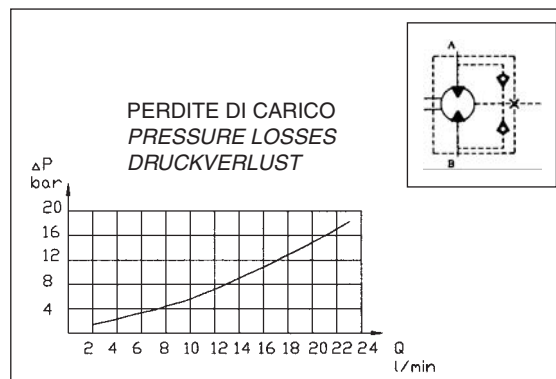 A
B
PERDITE DI CARICO
PRESSURE LOSSES
DRUCKVERLUST
ΔP
bar
20
16
12
8
4
2 4 6 8 10 12 14 16 18 20 22 24 Q
l/min